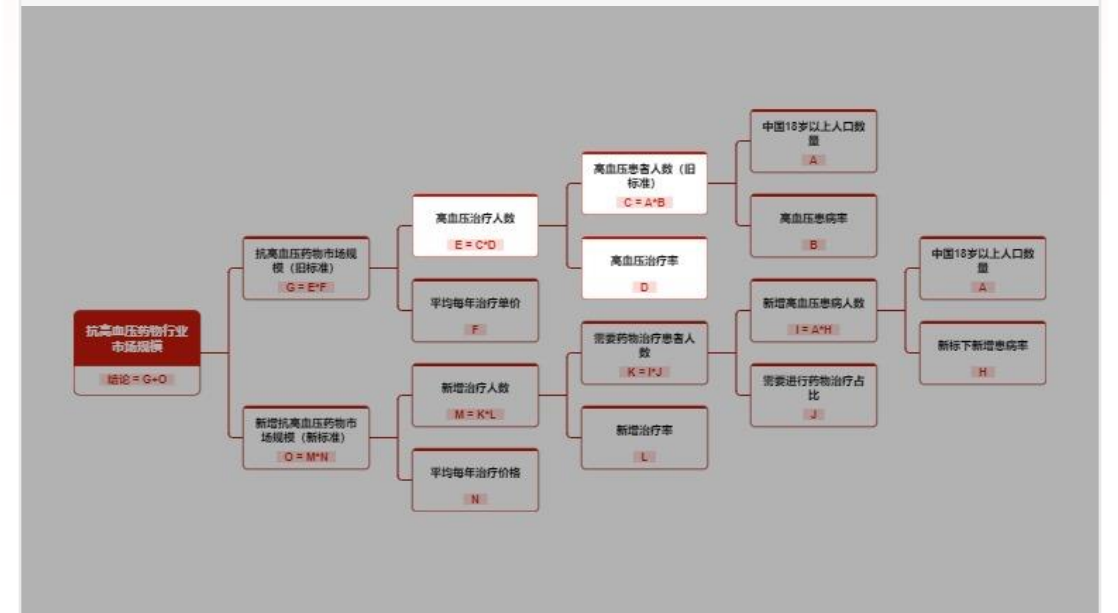 中国18岁以上人口数
量
A
高血压患者人数（旧
标准）
C = A*B
高血压治疗人数
E = C*D
高血压患病率
B
抗高血压药物市场规
模（旧标准）
G = E*F
高血压治疗率
D
中国18岁以上人口数
量
A
平均每年治疗单价
F
新增高血压患病人数
I = A*H
抗高血压药物行业
市场规模
结论 = G+O
需要药物治疗患者人
数
K = I*J
新标下新增患病率
H
新增治疗人数
M = K*L
需要进行药物治疗占
比
J
新增抗高血压药物市
场规模（新标准）
O = M*N
新增治疗率
L
平均每年治疗价格
N